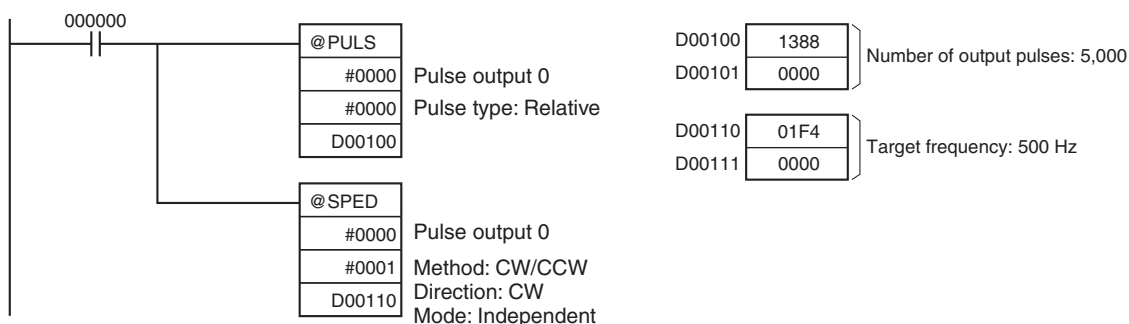 000000
@PULS
#0000 Pulse output 0
#0000 Pulse type: Relative
D00100
@SPED
#0000 Pulse output 0
#0001 Method: CW/CCW
D00110 Direction: CW
Mode: Independent
D00100 1388
D00101 0000
Number of output pulses: 5,000
D00110 01F4
D00111 0000
Target frequency: 500 Hz